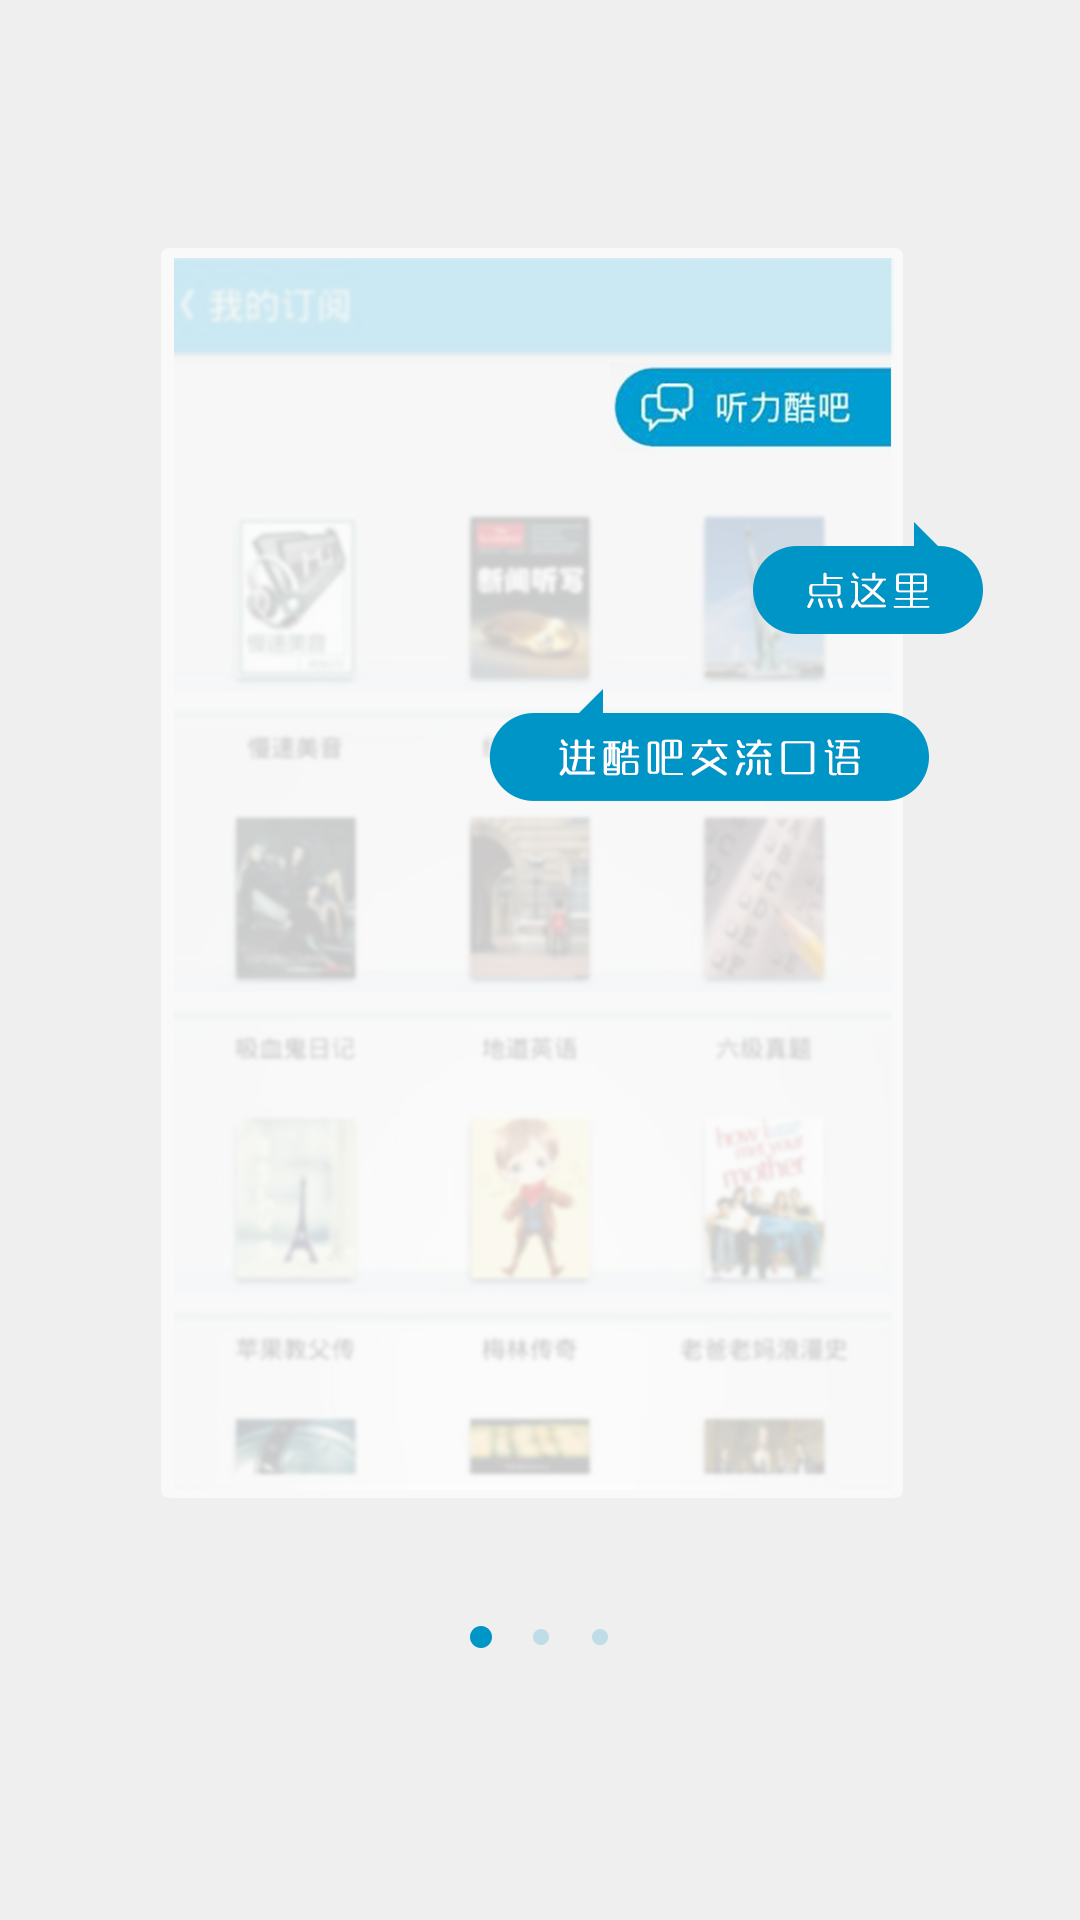 我的订阅
听力酷吧
新闻听写
点这里
慢速美音
进酷吧交流口语
慢速美音
吸血鬼日记
地道英语
六级真题
how i
met your
mother
苹果教父传
梅林传奇
老爸老妈浪漫史